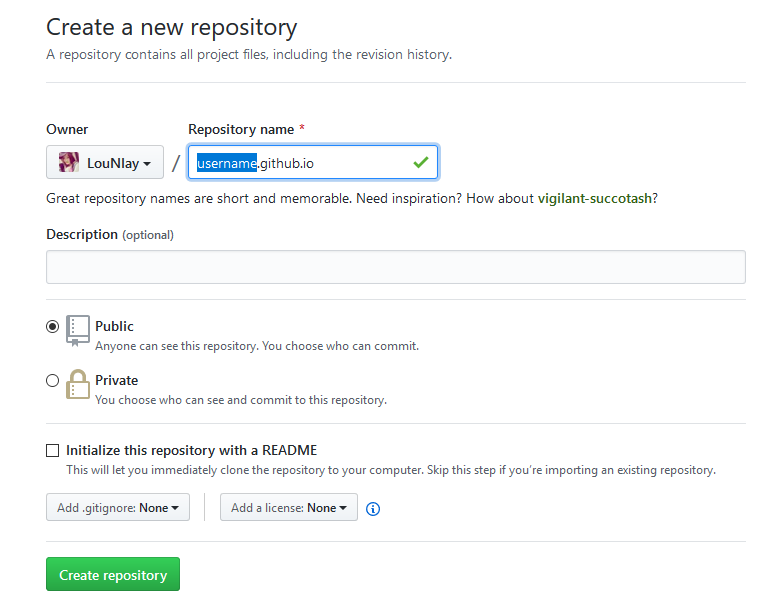 Create a new repository
A repository contains all project files, including the revision history.
Owner
Repository name *
LouNlay
/
username.github.io
Great repository names are short and memorable. Need inspiration? How about vigilant-succotash?
Description (optional)
Public
Anyone can see this repository. You choose who can commit.
Private
You choose who can see and commit to this repository.
Initialize this repository with a README
This will let you immediately clone the repository to your computer. Skip this step if you're importing an existing repository.
Add .gitignore: None
Add a license: None
Create repository